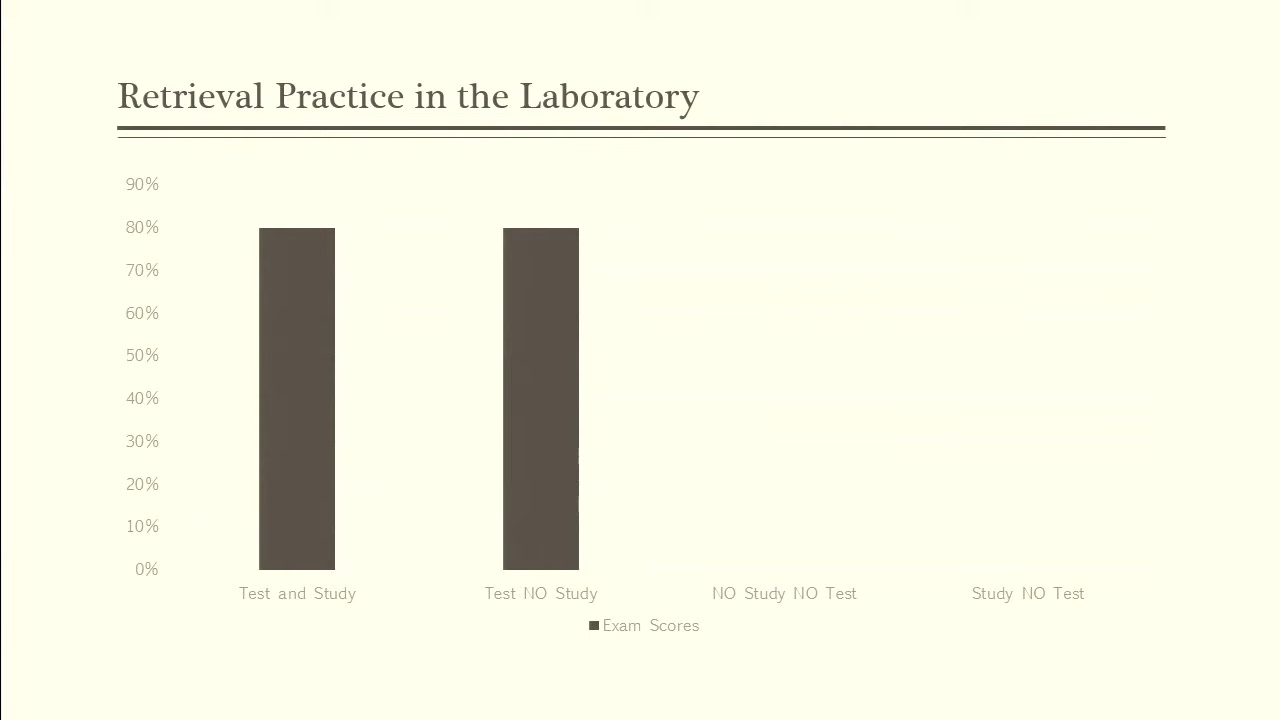 Retrieval Practice in the Laboratory
90%
80%
70%
60%
50%
40%
30%
20%
10%
0%
Test and Study
Test NO Study
NO Study NO Test
Study NO Test
Exam Scores